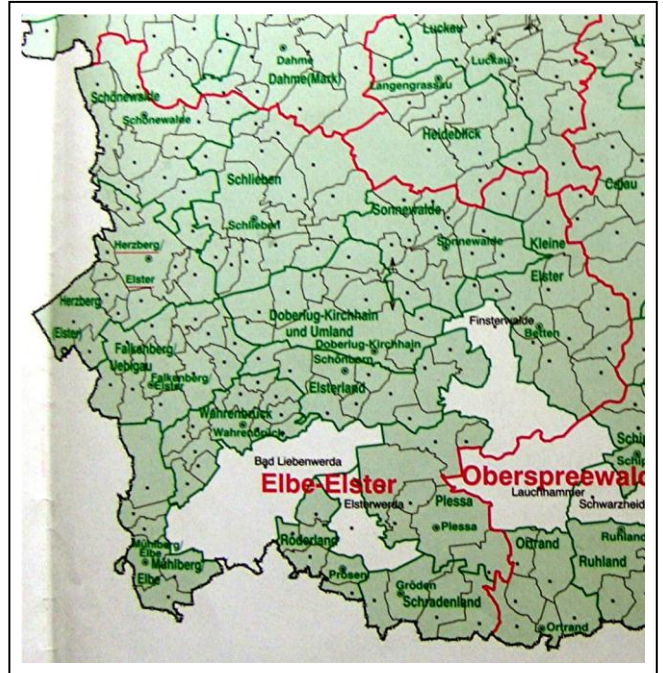 Luckau
Dahme
Dahme(Mark)
Luckau
Langengrassau
Schönewalde
Schönewalde
Heideblick
Schlieben
Calau
Sonnewalde
Schlieben
Herzberg/
Elster
Sonnewalde
Kleine
Elster
Herzberg
Elster
Doberlug-Kirchhain
und Umland
Finsterwalde
Betten
Doberlug-Kirchhain
Schönborn
Falkenberg/
Uebigau
Falkenberg/
Elster
Elsterland
Wahrenbrück
Wahrenbrück
Bad Liebenwerda
Elbe-Elster
Oberspreewald
Lauchhammer
Elsterwerda
Schwarzheid
Plessa
Plessa
Schip
Schip
Röderland
Ortrand
Ruhland
Ruhland
Mühlberg/
Elbe
Mühlberg
Elbe
Prösen
Gröden
Schradenland
Ortrand